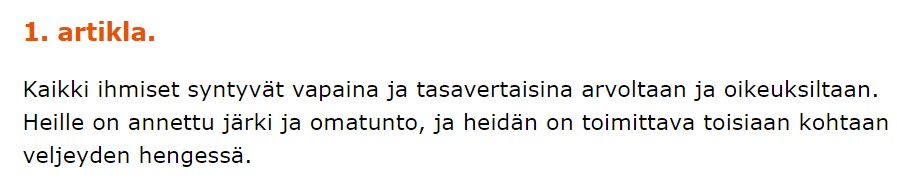 1. artikla.
Kaikki ihmiset syntyvät vapaina ja tasavertaisina arvoltaan ja oikeuksiltaan.
Heille on annettu järki ja omatunto, ja heidän on toimittava toisiaan kohtaan
veljeyden hengessä.